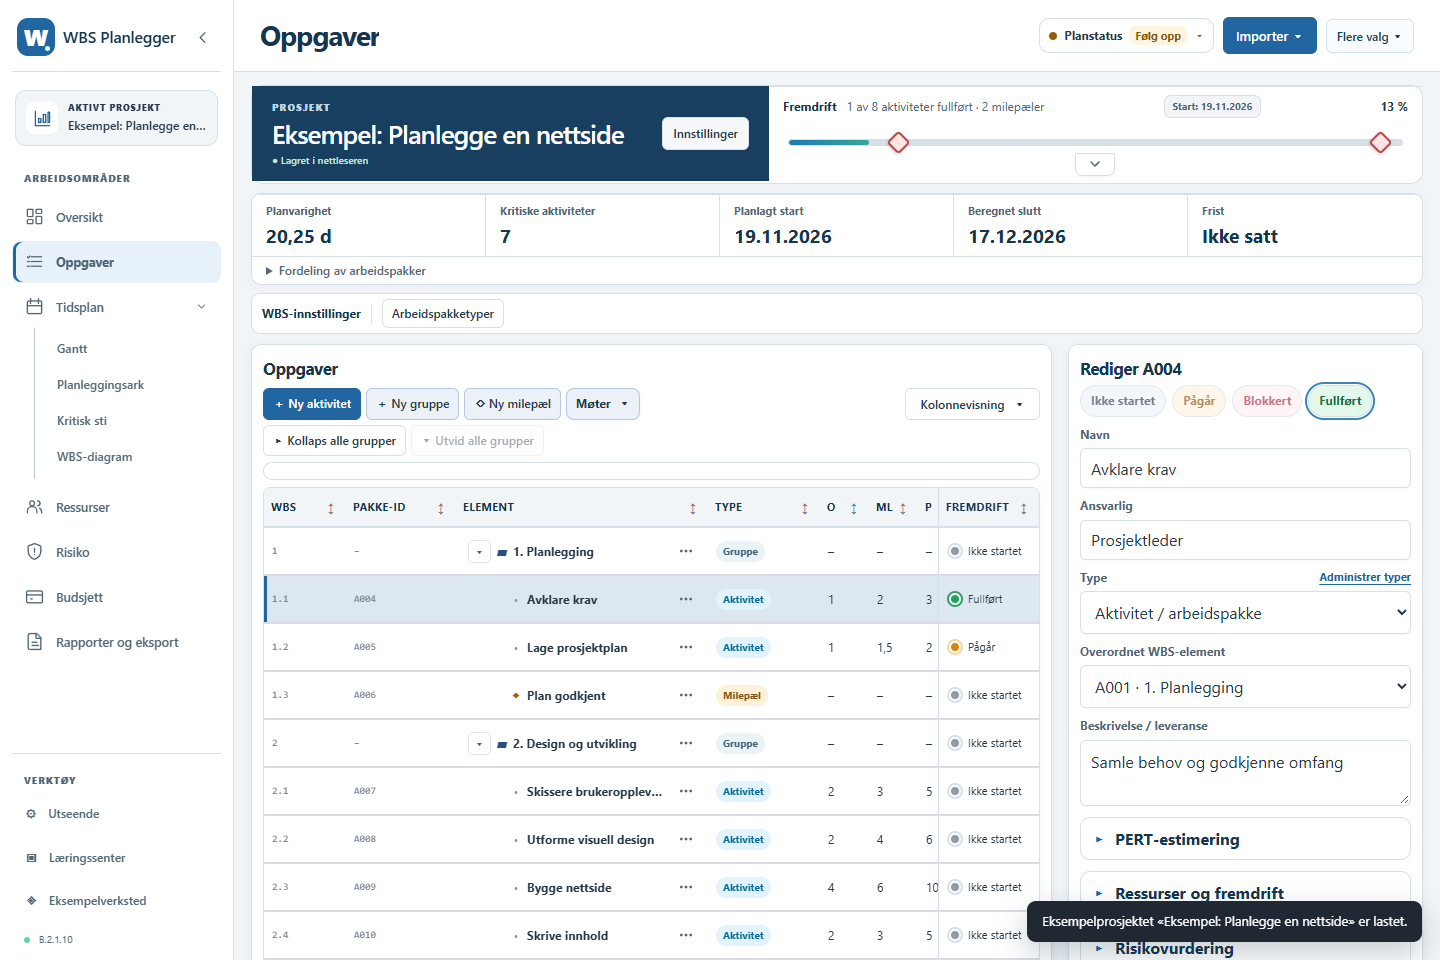 w.
WBS Planlegger
AKTIVT PROSJEKT
Eksempel: Planlegge en...
ARBEIDSOMRÅDER
Oversikt
Oppgaver
Tidsplan
Gantt
Planleggingsark
Kritisk sti
WBS-diagram
Ressurser
Risiko
Budsjett
Rapporter og eksport
VERKTØY
Utseende
Læringssenter
Eksempelverksted
B.2.1.10
Oppgaver
Planstatus Følg opp
Importer
Flere valg
PROSJEKT
Eksempel: Planlegge en nettside
Lagret i nettleseren
Innstillinger
Fremdrift 1 av 8 aktiviteter fullført · 2 milepæler
Start: 19.11.2026
13 %
Planvarighet
20,25 d
Kritiske aktiviteter
7
Planlagt start
19.11.2026
Beregnet slutt
17.12.2026
Frist
Ikke satt
Fordeling av arbeidspakker
WBS-innstillinger
Arbeidspakketyper
Oppgaver
+ Ny aktivitet
+ Ny gruppe
Ny milepæl
Møter
Kolonnevisning
Kollaps alle grupper
Utvid alle grupper
WBS PAKKE-ID ELEMENT TYPE O ML P FREMDRIFT
1 – 1. Planlegging ··· Gruppe – – – Ikke startet
1.1 A004 Avklare krav ··· Aktivitet 1 2 3 Fullført
1.2 A005 Lage prosjektplan ··· Aktivitet 1 1,5 2 Pågår
1.3 A006 Plan godkjent ··· Milepæl – – – Ikke startet
2 – 2. Design og utvikling ··· Gruppe – – – Ikke startet
2.1 A007 Skissere brukeropplev... ··· Aktivitet 2 3 5 Ikke startet
2.2 A008 Utforme visuell design ··· Aktivitet 2 4 6 Ikke startet
2.3 A009 Bygge nettside ··· Aktivitet 4 6 10 Ikke startet
2.4 A010 Skrive innhold ··· Aktivitet 2 3 5 Ikke startet
Rediger A004
Ikke startet
Pågår
Blokkert
Fullført
Navn
Avklare krav
Ansvarlig
Prosjektleder
Type
Administrer typer
Aktivitet / arbeidspakke
Overordnet WBS-element
A001 · 1. Planlegging
Beskrivelse / leveranse
Samle behov og godkjenne omfang
PERT-estimering
Ressurser og fremdrift
Eksempelprosjektet «Eksempel: Planlegge en nettside» er lastet.
Risikovurdering